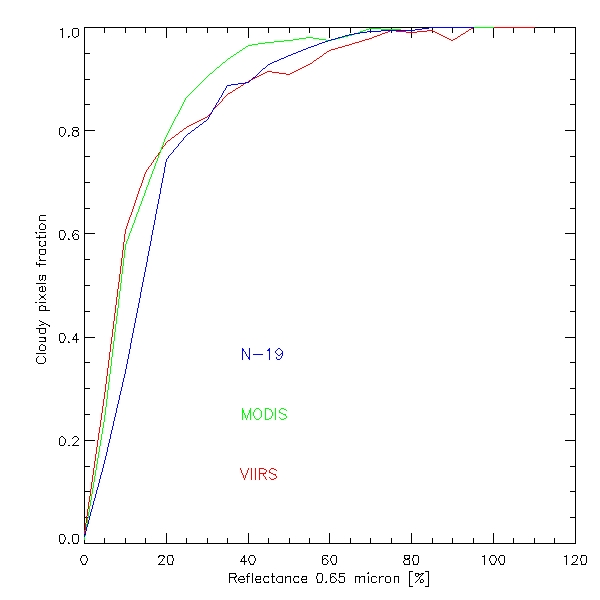 1.0
0.8
0.6
0.4
0.2
0.0
Cloudy pixels fraction
N-19
MODIS
VIIRS
0 20 40 60 80 100 120
Reflectance 0.65 micron [%]